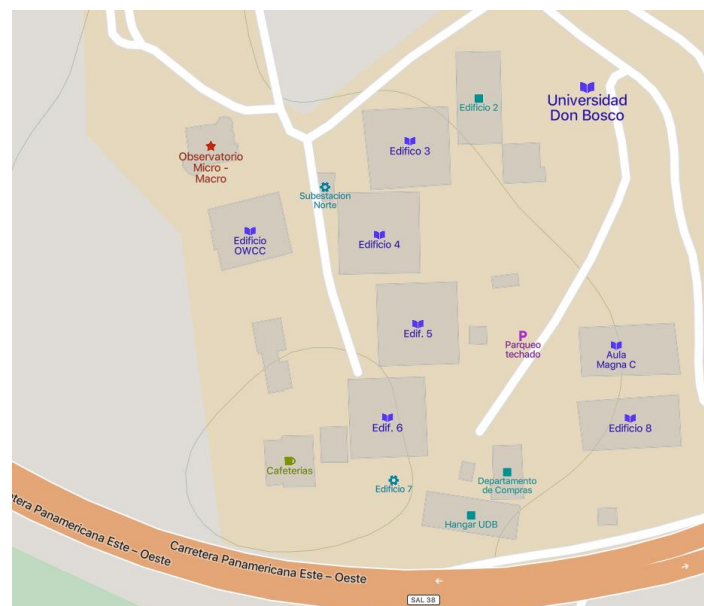 Universidad
Don Bosco
Edificio 2
Edifico 3
Observatorio
Micro -
Macro
Subestacion
Norte
Edificio
OWCC
Edificio 4
Edif. 5
P
Parqueo
techado
Aula
Magna C
Edif. 6
Edificio 8
Cafeterias
Edificio 7
Departamento
de Compras
Hangar UDB
tera Panamericana Este – Oeste
Carretera Panamericana Este – Oeste
SAL 38